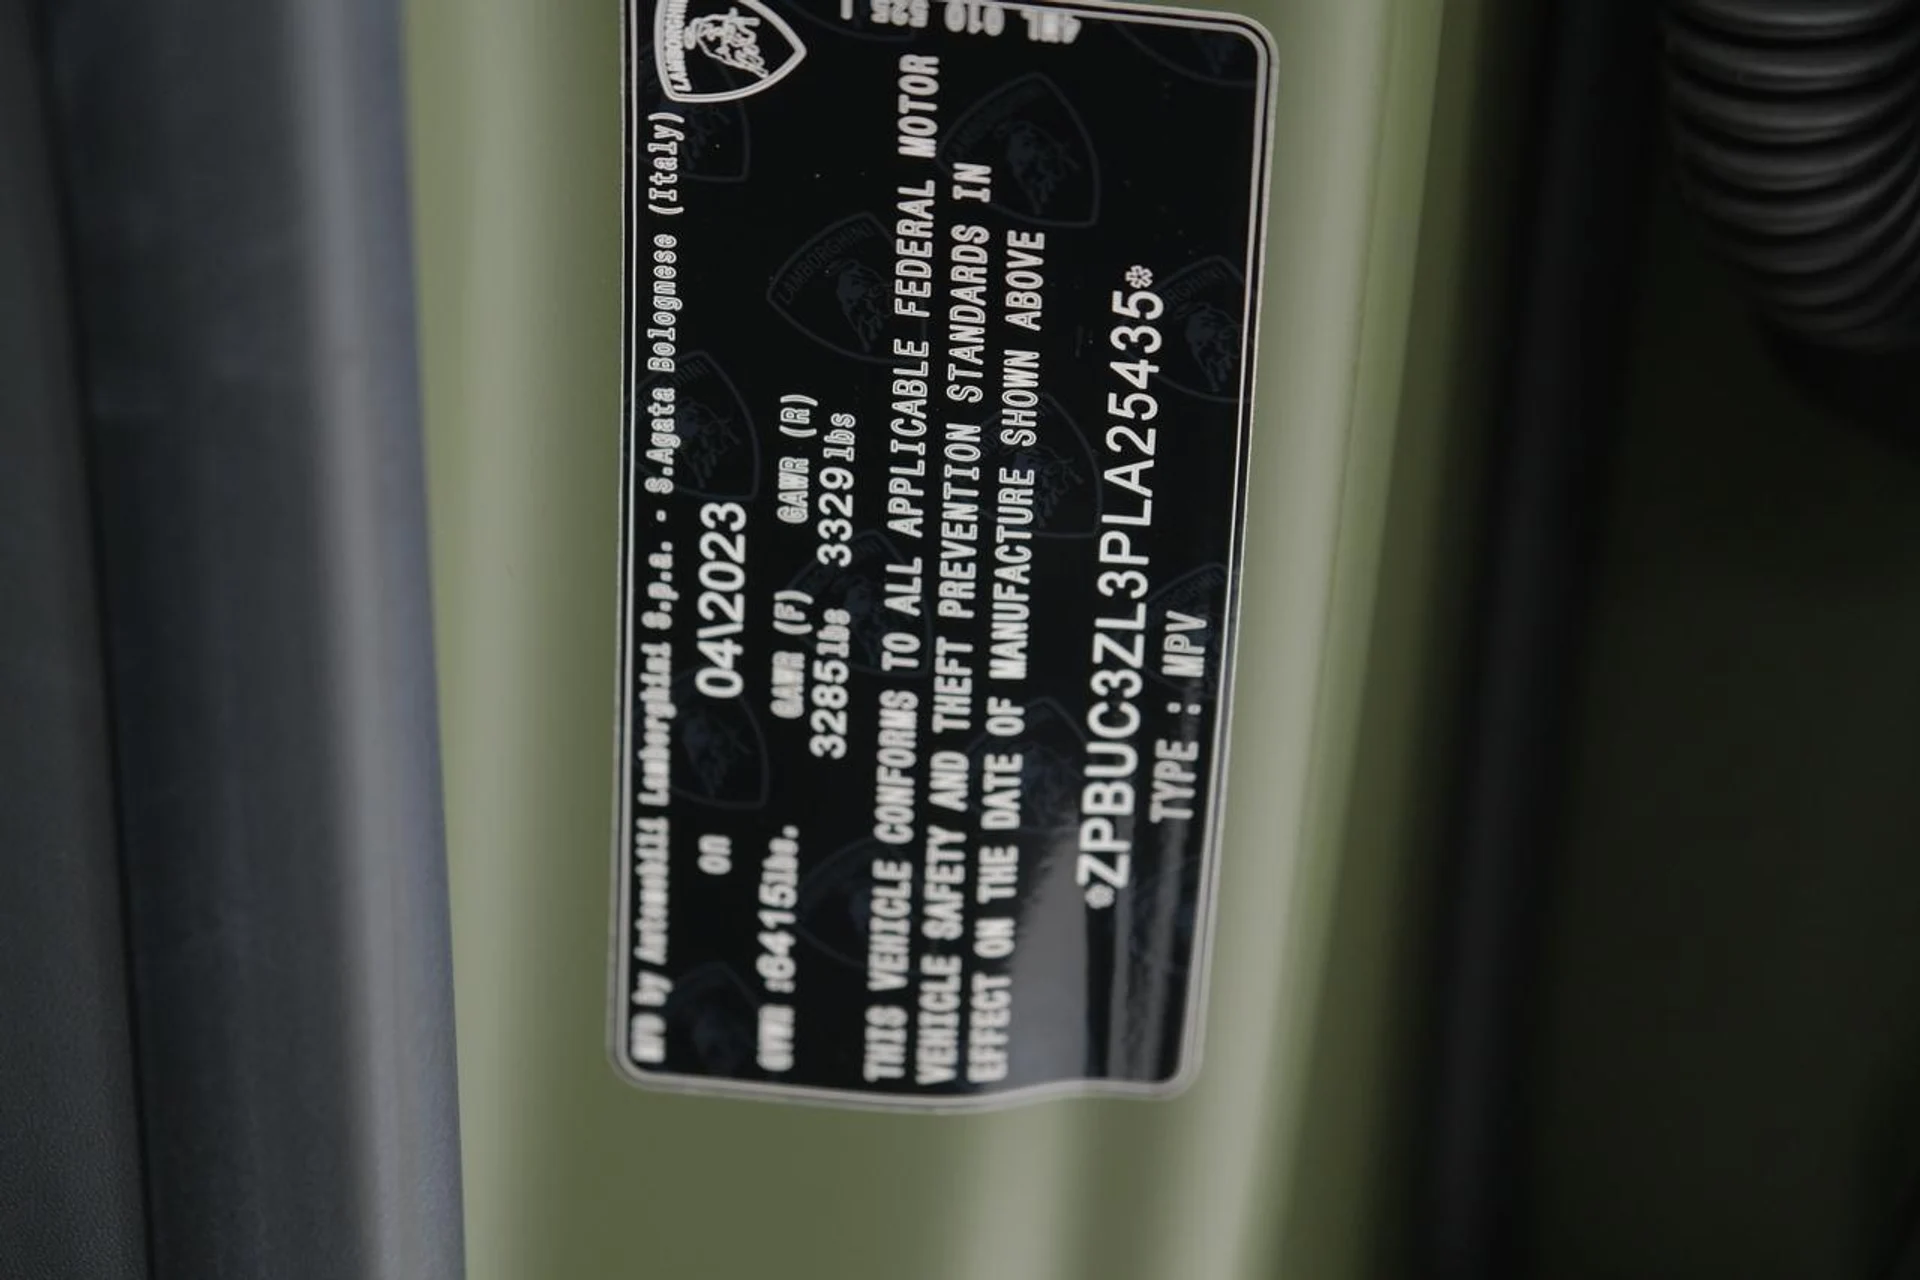 LAMBORGHINI
MFD by Automobili Lamborghini S.p.a. - S.Agata Bolognese (Italy)
on 04\2023
GVWR :6415lbs. GAWR (F) GAWR (R)
3285lbs 3329lbs
THIS VEHICLE CONFORMS TO ALL APPLICABLE FEDERAL MOTOR
VEHICLE SAFETY AND THEFT PREVENTION STANDARDS IN
EFFECT ON THE DATE OF MANUFACTURE SHOWN ABOVE
*ZPBUC3ZL3PLA25435*
TYPE : MPV